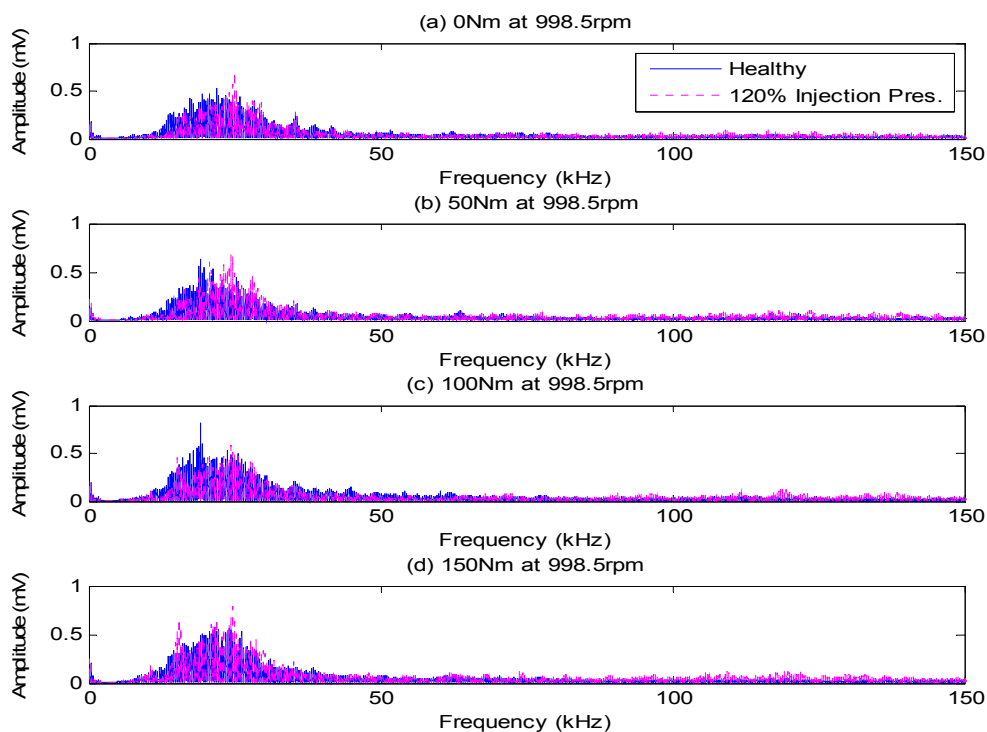 (a) 0Nm at 998.5rpm
Amplitude (mV)
1
0.5
0
Healthy
120% Injection Pres.
0 50 100 150
Frequency (kHz)
(b) 50Nm at 998.5rpm
Amplitude (mV)
1
0.5
0
0 50 100 150
Frequency (kHz)
(c) 100Nm at 998.5rpm
Amplitude (mV)
1
0.5
0
0 50 100 150
Frequency (kHz)
(d) 150Nm at 998.5rpm
Amplitude (mV)
1
0.5
0
0 50 100 150
Frequency (kHz)